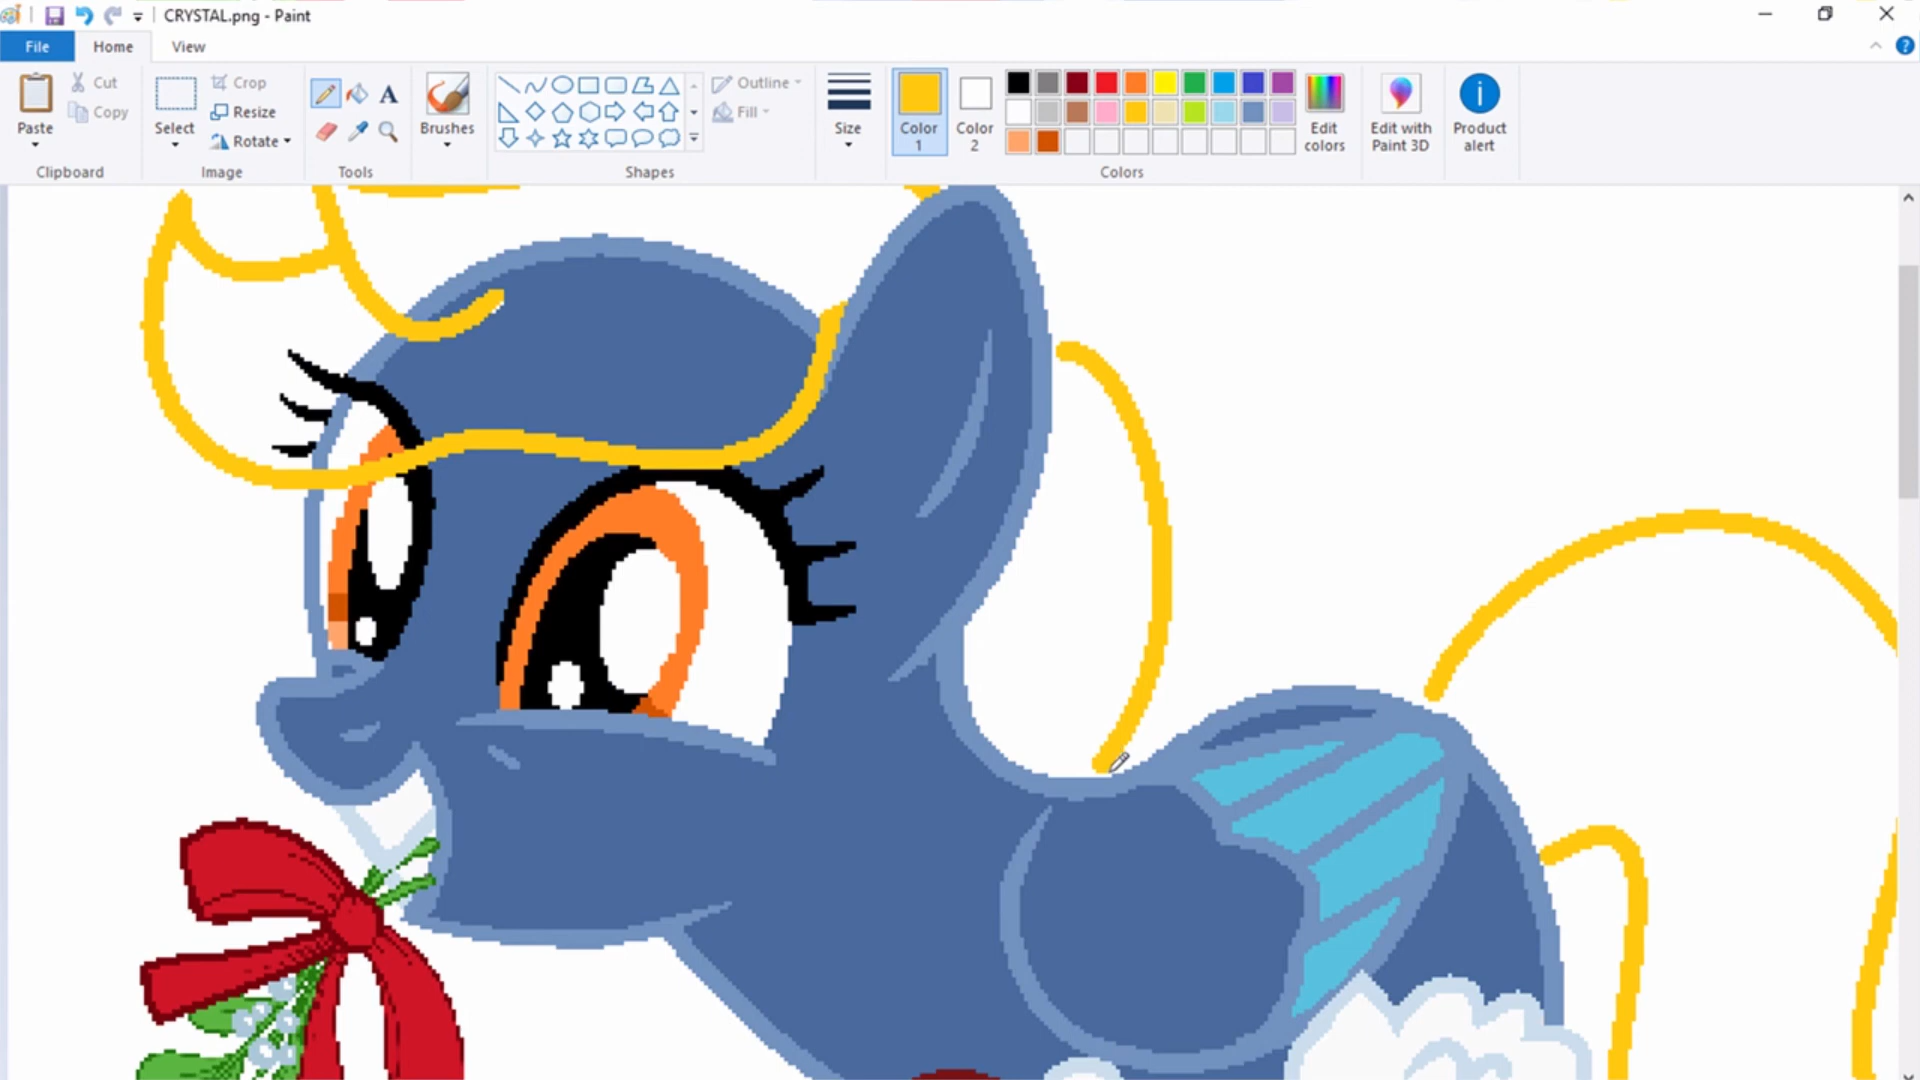 CRYSTAL.png - Paint
File Home View
Paste
Cut
Copy
Clipboard
Select
Crop
Resize
Rotate
Image
A
Tools
Brushes
Shapes
Outline
Fill
Size
Color
1
Color
2
Edit
colors
Colors
Edit with
Paint 3D
Product
alert